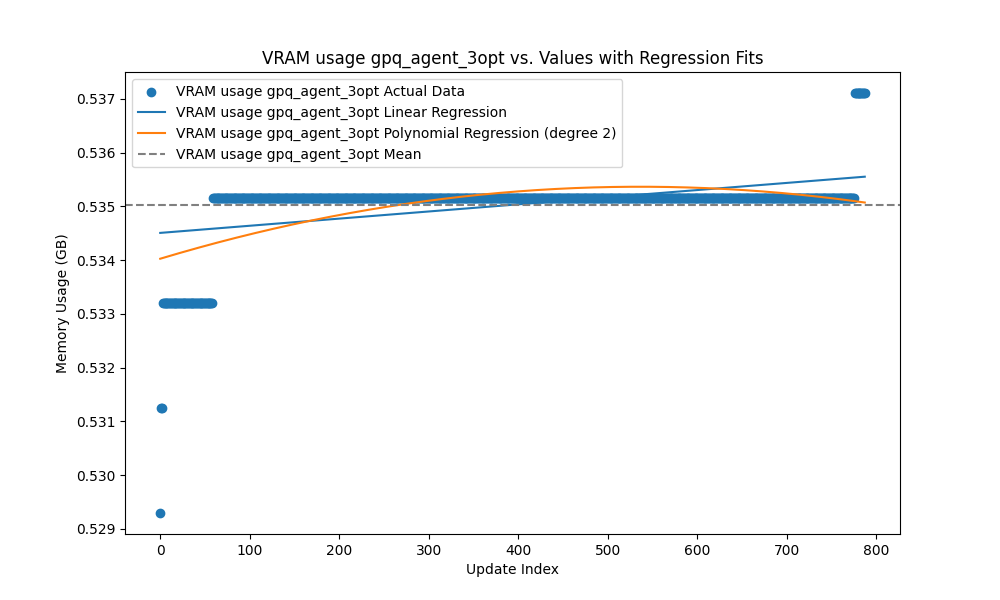 VRAM usage gpq_agent_3opt vs. Values with Regression Fits
VRAM usage gpq_agent_3opt Actual Data
VRAM usage gpq_agent_3opt Linear Regression
VRAM usage gpq_agent_3opt Polynomial Regression (degree 2)
VRAM usage gpq_agent_3opt Mean
Memory Usage (GB)
0.537
0.536
0.535
0.534
0.533
0.532
0.531
0.530
0.529
0 100 200 300 400 500 600 700 800
Update Index